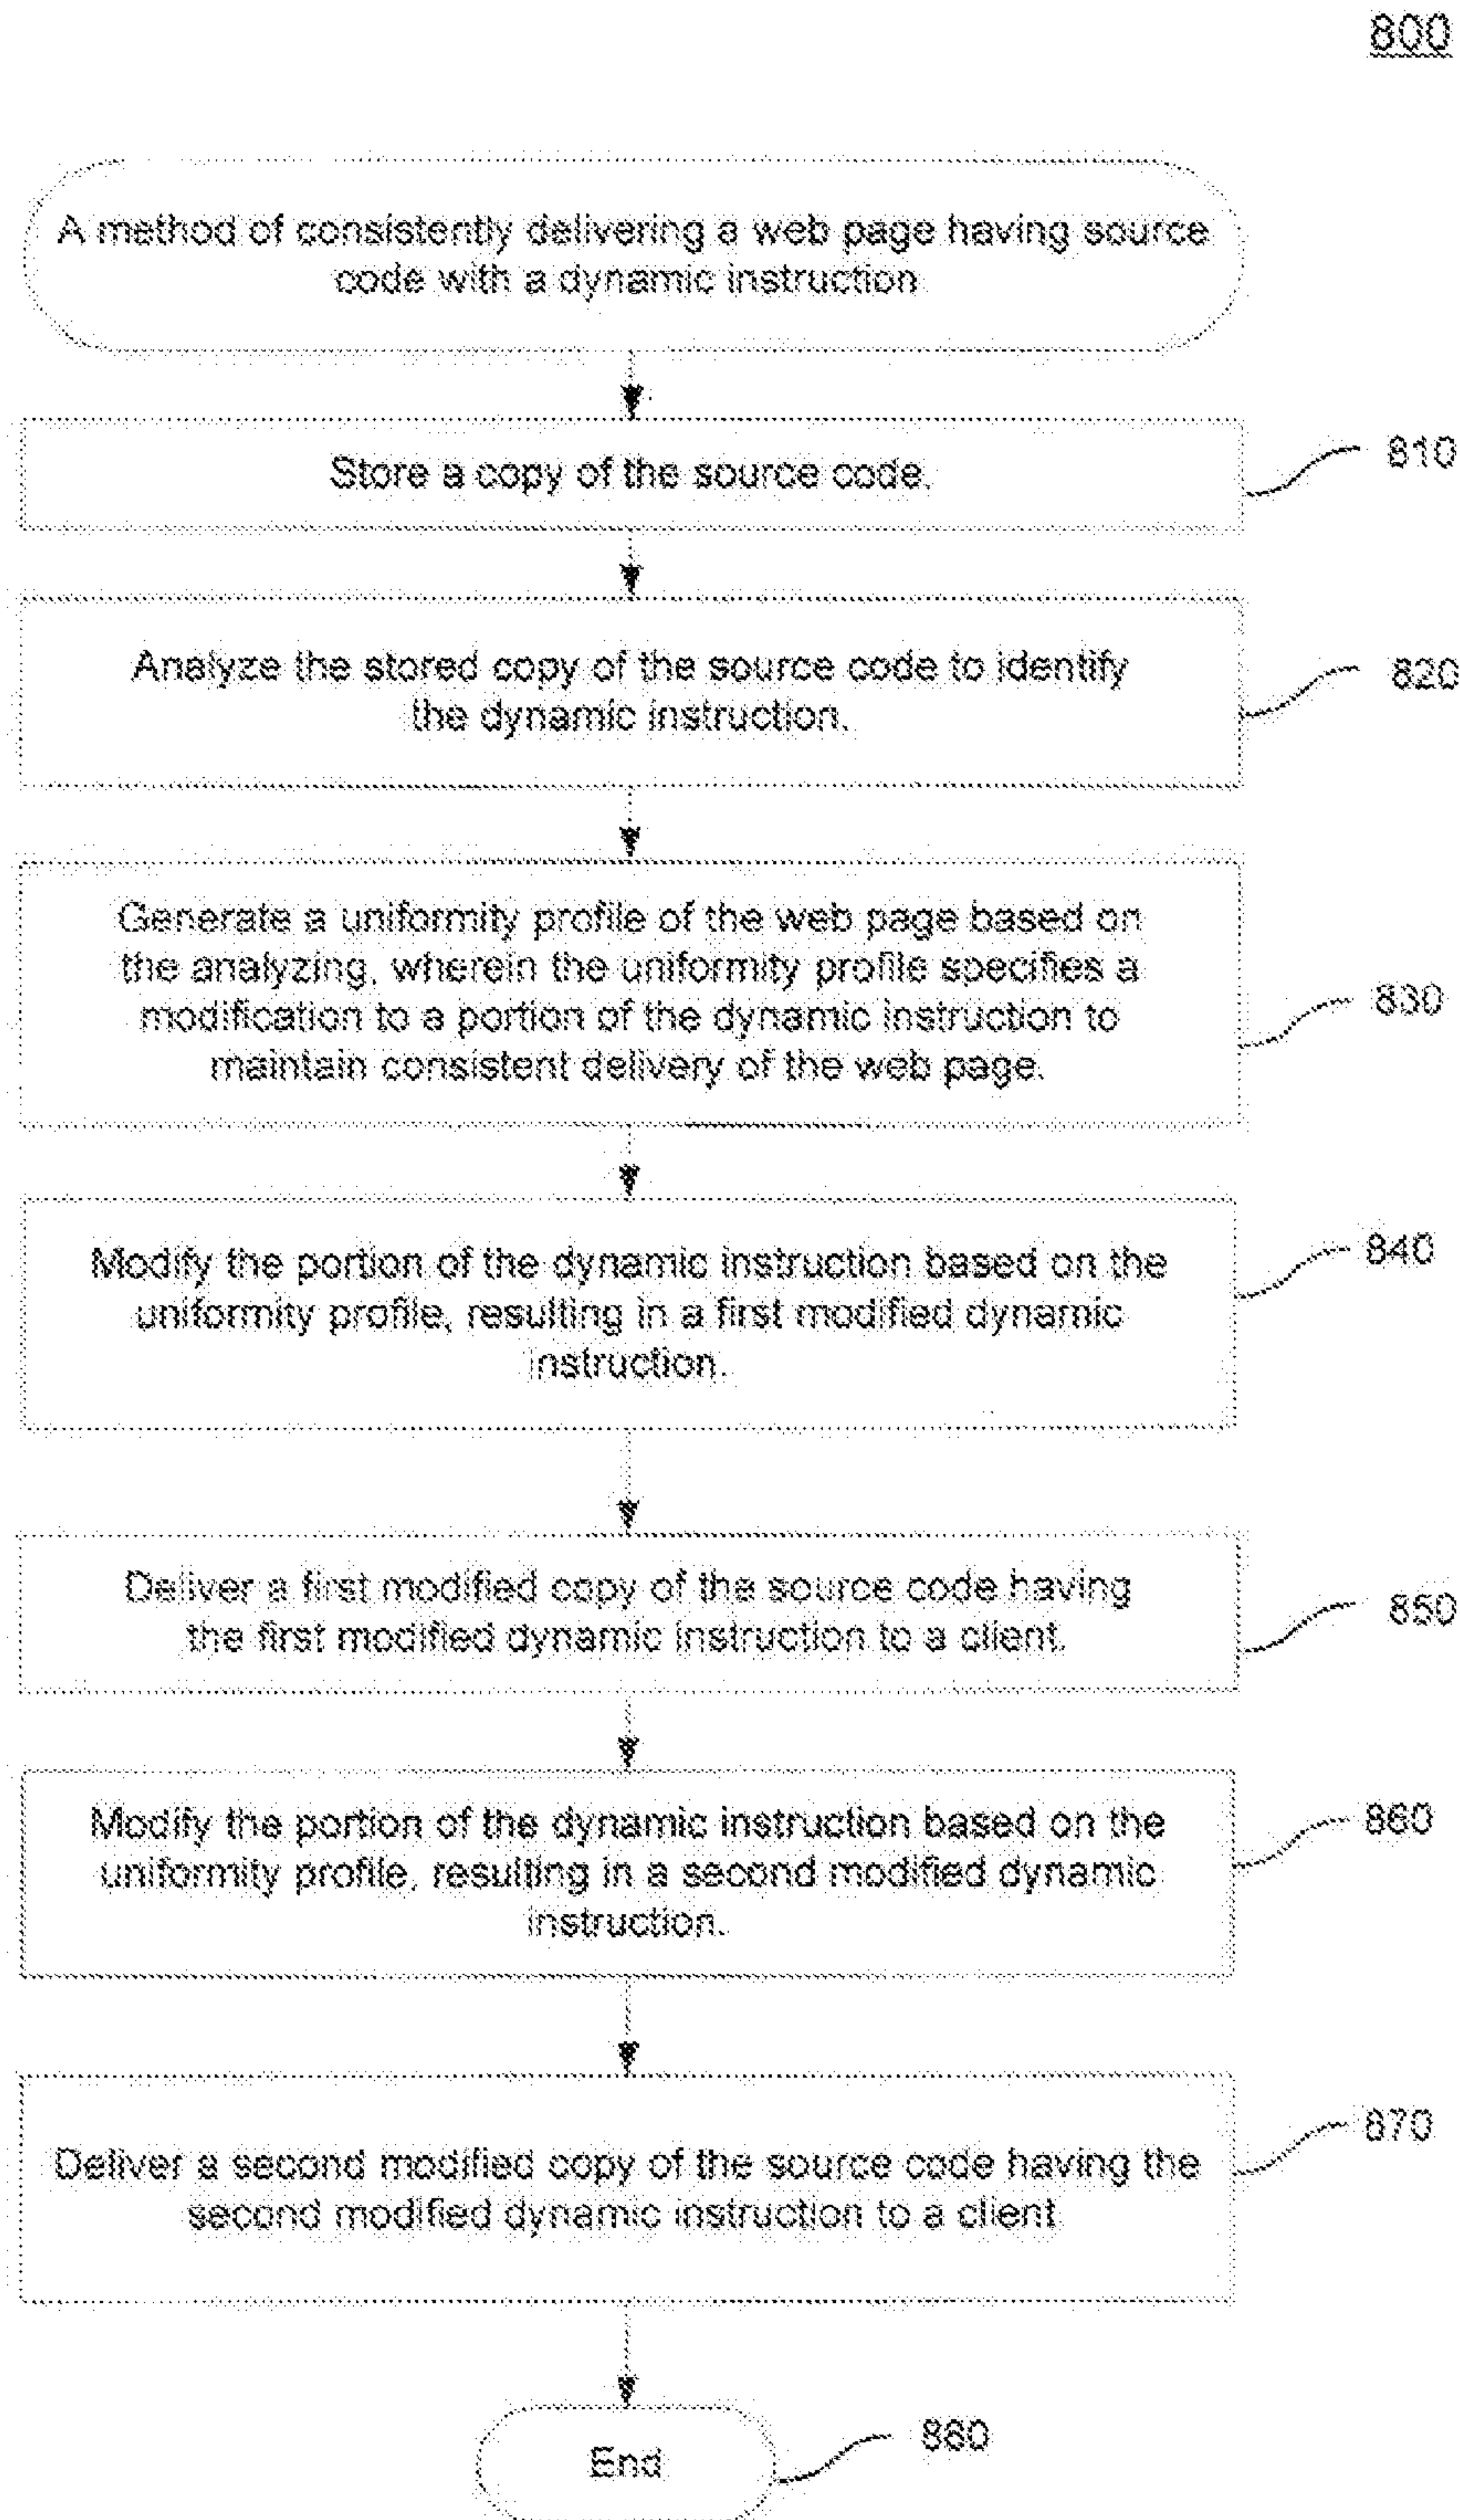 800
A method of consistently delivering a web page having source
code with a dynamic instruction
Store a copy of the source code.
810
Analyze the stored copy of the source code to identify
the dynamic instruction.
820
Generate a uniformity profile of the web page based on
the analyzing, wherein the uniformity profile specifies a
modification to a portion of the dynamic instruction to
maintain consistent delivery of the web page.
830
Modify the portion of the dynamic instruction based on the
uniformity profile, resulting in a first modified dynamic
instruction.
840
Deliver a first modified copy of the source code having
the first modified dynamic instruction to a client.
850
Modify the portion of the dynamic instruction based on the
uniformity profile, resulting in a second modified dynamic
instruction.
860
Deliver a second modified copy of the source code having the
second modified dynamic instruction to a client
870
End
880